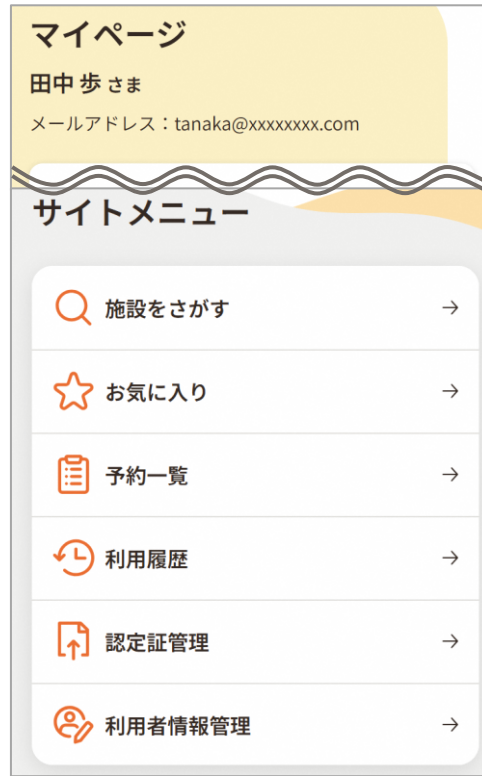 マイページ
田中 歩 さま
メールアドレス：tanaka@xxxxxxxx.com
サイトメニュー
施設をさがす
お気に入り
予約一覧
利用履歴
認定証管理
利用者情報管理